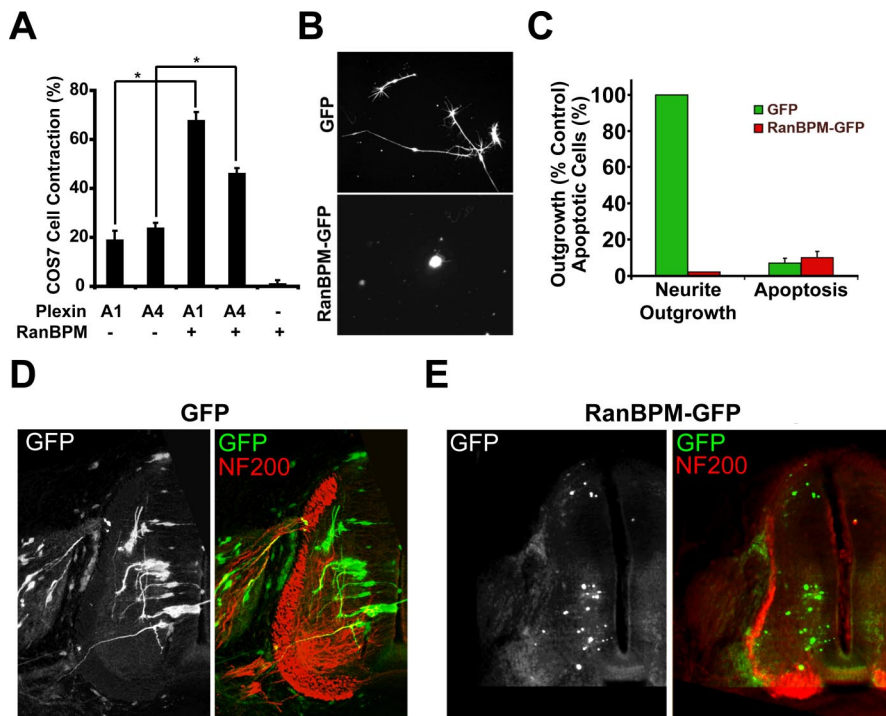 A
COS7 Cell Contraction (%)
80
60
40
20
0
*
*
Plexin A1 A4 A1 A4 -
RanBPM - - + + +
B
GFP
RanBPM-GFP
C
Outgrowth (% Control)
Apoptotic Cells (%)
100
80
60
40
20
0
GFP
RanBPM-GFP
Neurite
Outgrowth
Apoptosis
D
GFP
GFP
GFP
NF200
E
RanBPM-GFP
GFP
GFP
NF200